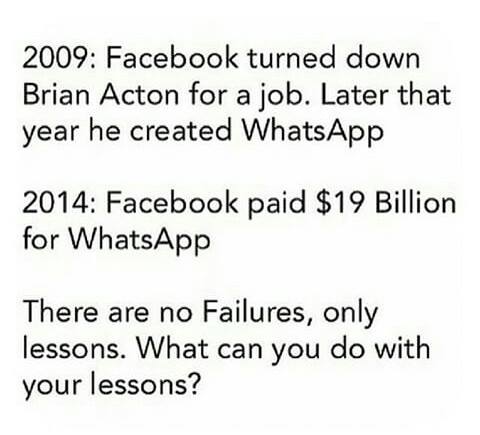 2009: Facebook turned down
Brian Acton for a job. Later that
year he created WhatsApp
2014: Facebook paid $19 Billion
for WhatsApp
There are no Failures, only
lessons. What can you do with
your lessons?